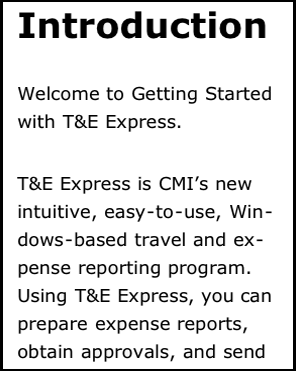 Introduction
Welcome to Getting Started
with T&E Express.
T&E Express is CMI’s new
intuitive, easy-to-use, Win-
dows-based travel and ex-
pense reporting program.
Using T&E Express, you can
prepare expense reports,
obtain approvals, and send